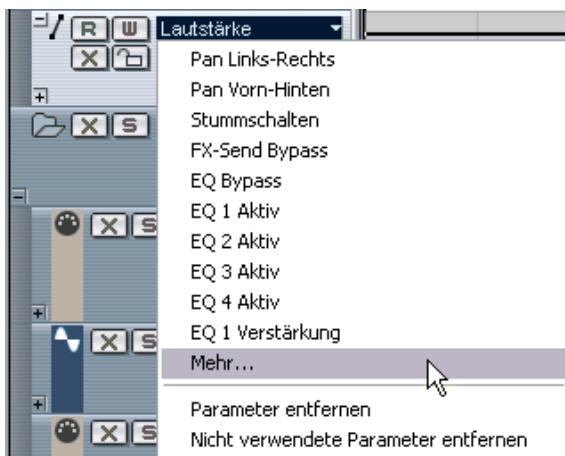 R W Lautstärke
X
Pan Links-Rechts
Pan Vorn-Hinten
Stummschalten
X S
FX-Send Bypass
EQ Bypass
EQ 1 Aktiv
X S
EQ 2 Aktiv
EQ 3 Aktiv
EQ 4 Aktiv
EQ 1 Verstärkung
X S
Mehr...
Parameter entfernen
X S
Nicht verwendete Parameter entfernen